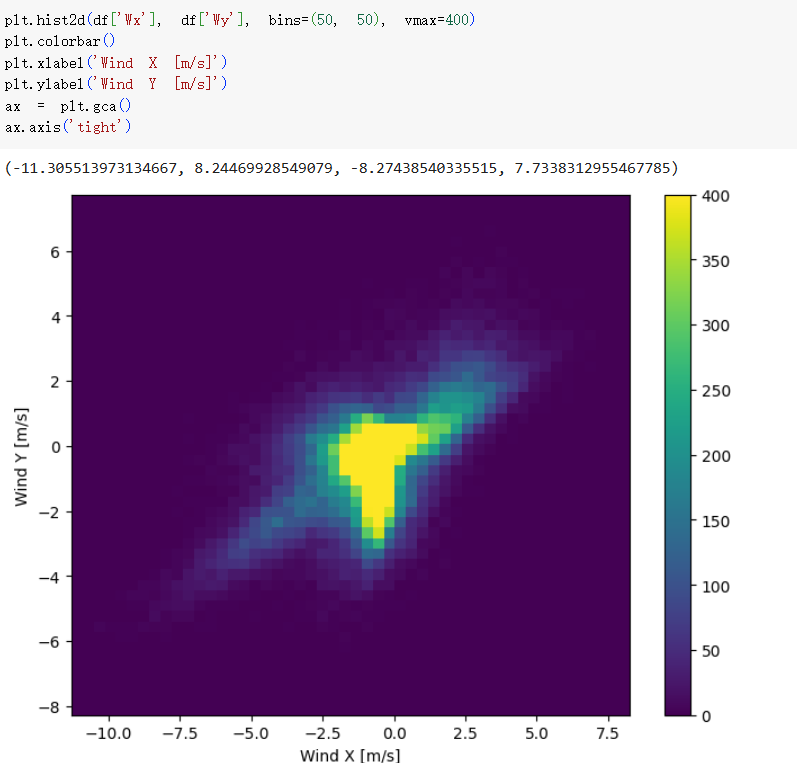 plt.hist2d(df['Wx'], df['Wy'], bins=(50, 50), vmax=400)
plt.colorbar()
plt.xlabel('Wind X [m/s]')
plt.ylabel('Wind Y [m/s]')
ax = plt.gca()
ax.axis('tight')
(-11.305513973134667, 8.24469928549079, -8.27438540335515, 7.7338312955467785)
6
4
2
0
−2
−4
−6
−8
Wind Y [m/s]
−10.0 −7.5 −5.0 −2.5 0.0 2.5 5.0 7.5
Wind X [m/s]
400
350
300
250
200
150
100
50
0